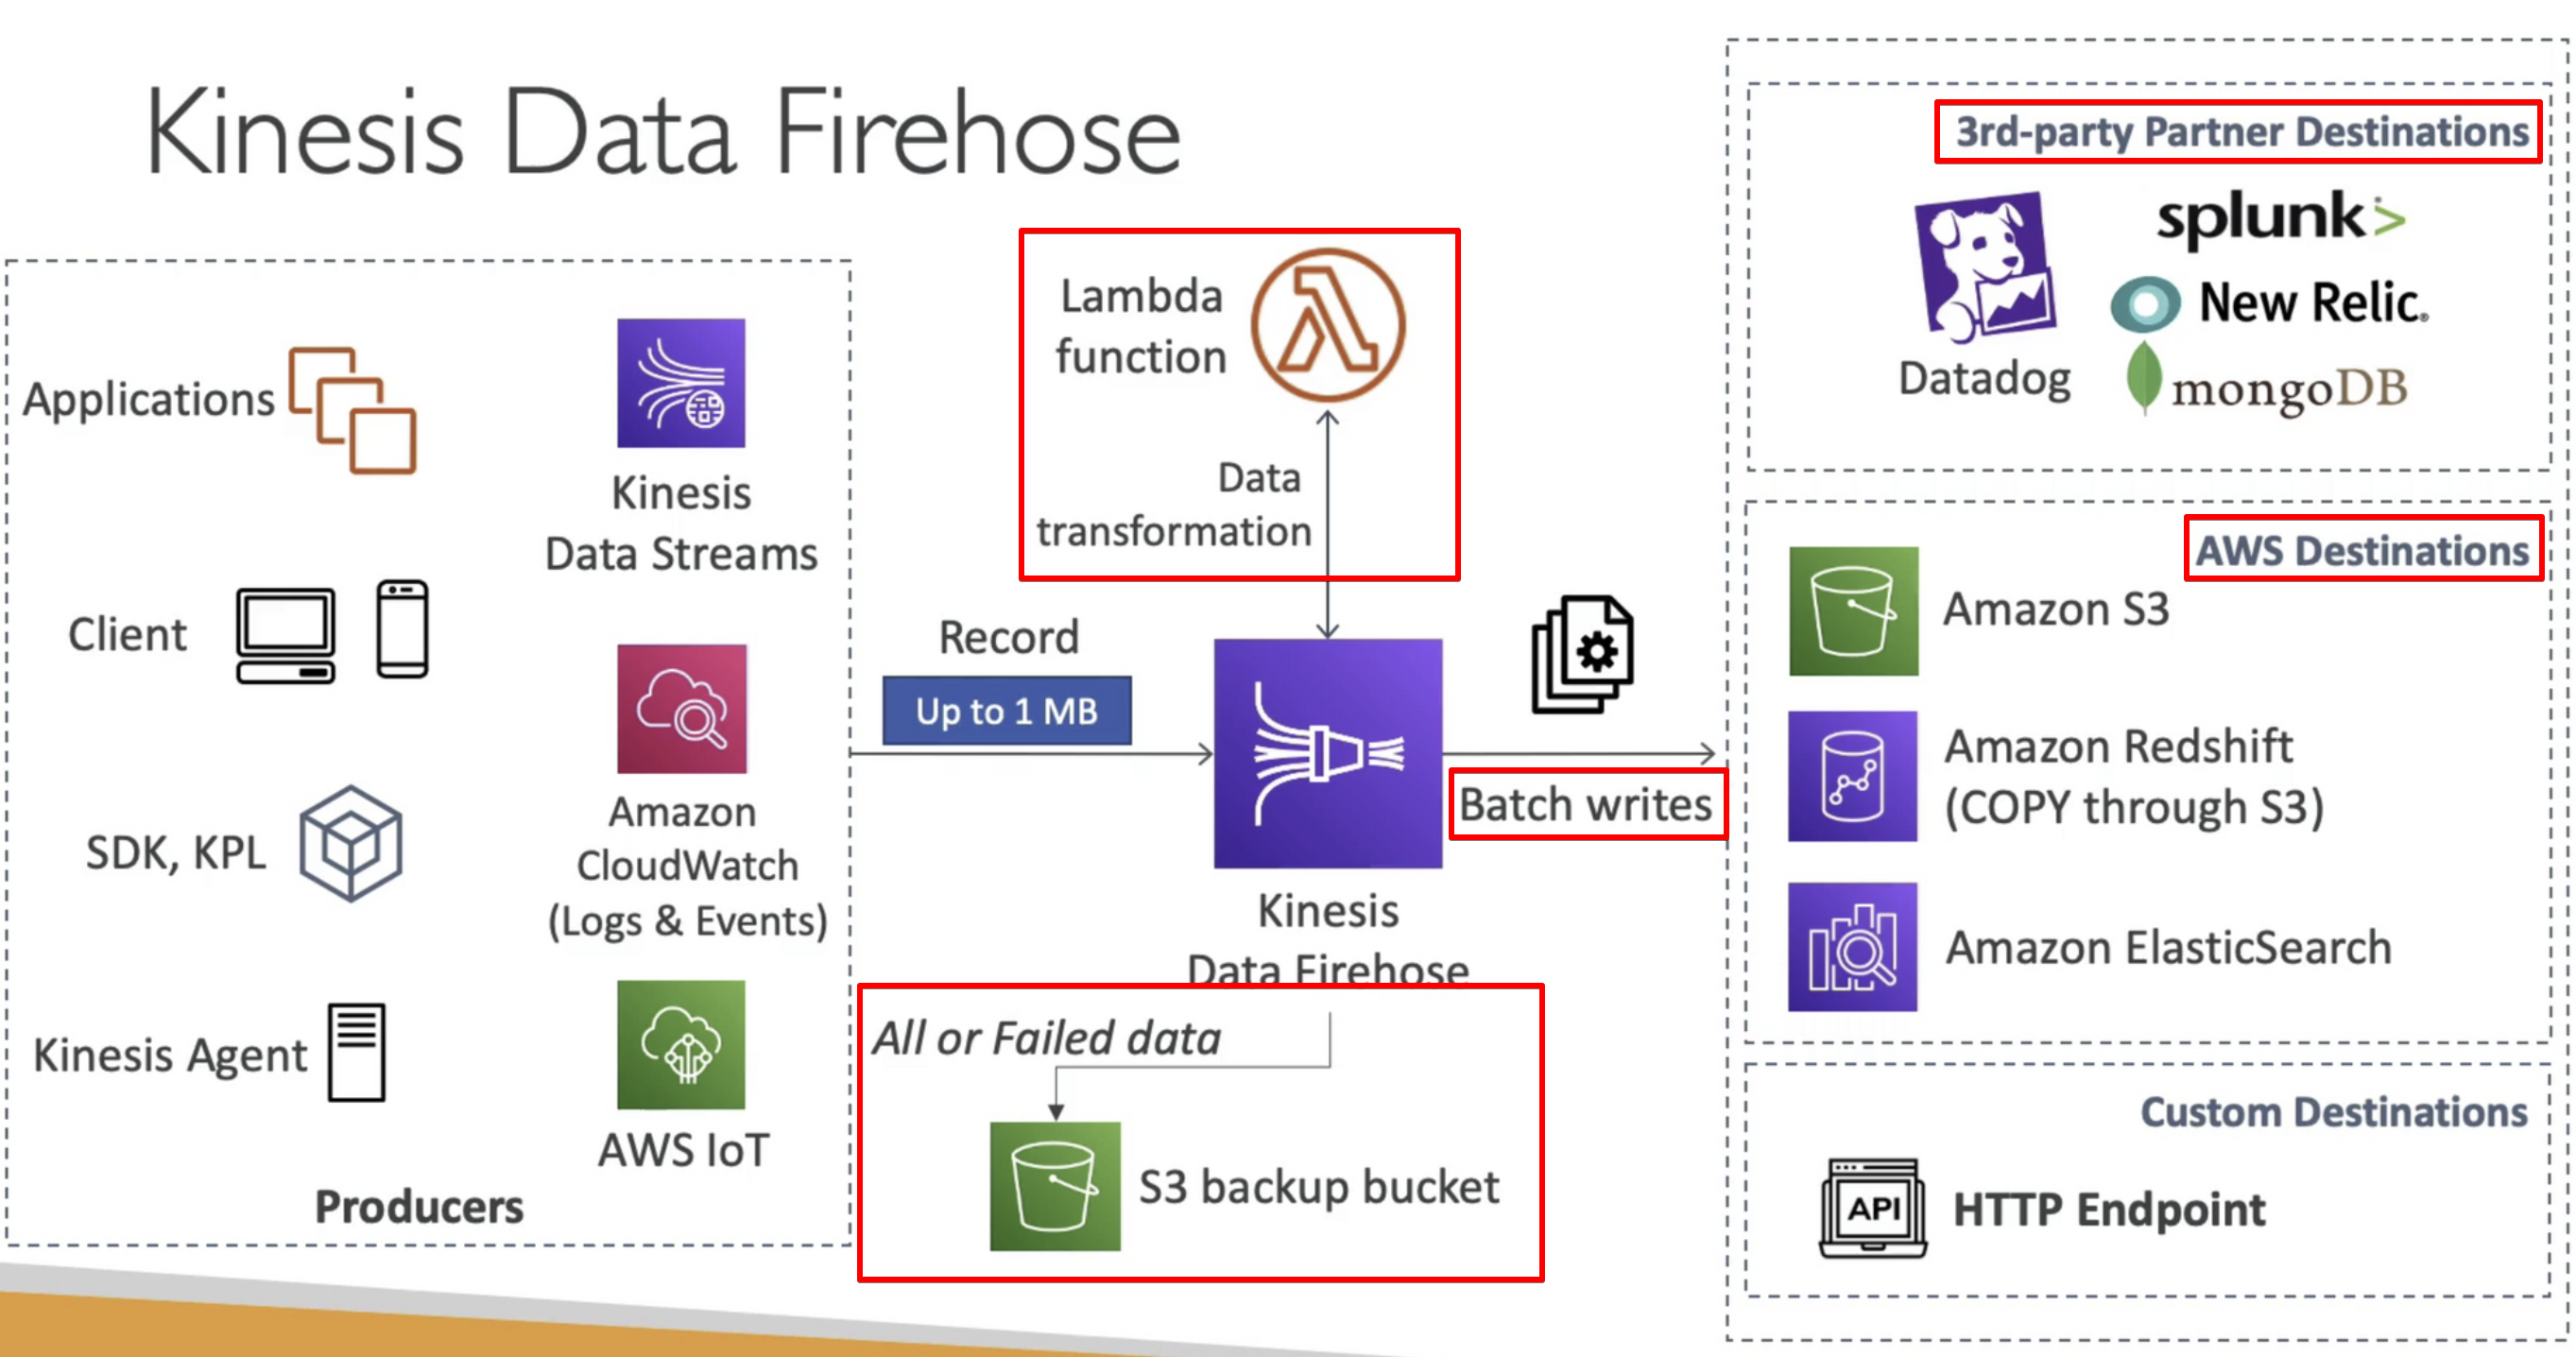 Kinesis Data Firehose
Applications
Kinesis
Data Streams
Client
SDK, KPL
Amazon
CloudWatch
(Logs & Events)
Kinesis Agent
AWS IoT
Producers
Lambda
function
Data
transformation
Record
Up to 1 MB
Kinesis
Data Firehose
Batch writes
All or Failed data
S3 backup bucket
3rd-party Partner Destinations
Datadog
splunk>
New Relic®
mongoDB
AWS Destinations
Amazon S3
Amazon Redshift
(COPY through S3)
Amazon ElasticSearch
Custom Destinations
API
HTTP Endpoint